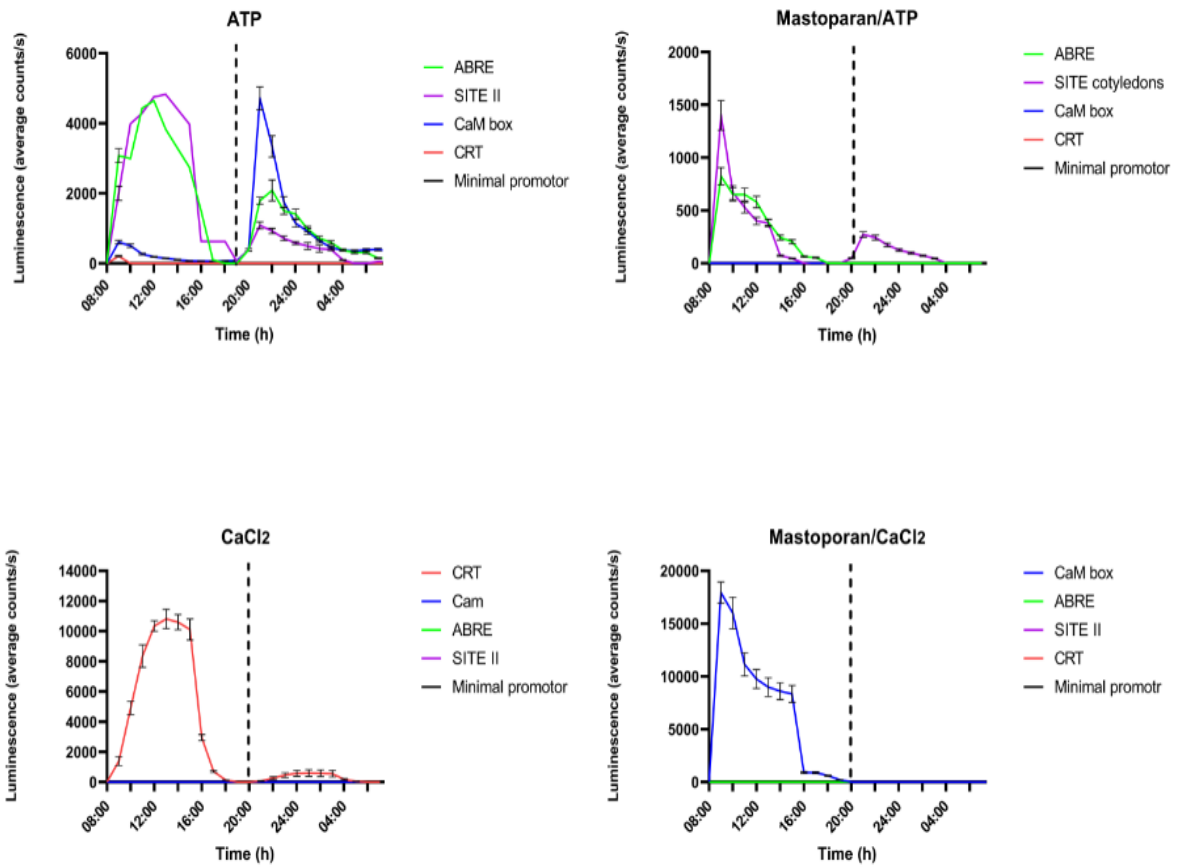 ATP
Luminescence (average counts/s)
6000
4000
2000
0
08:00
12:00
16:00
20:00
24:00
04:00
Time (h)
ABRE
SITE II
CaM box
CRT
Minimal promotor
Mastoparan/ATP
Luminescence (average counts/s)
2000
1500
1000
500
0
08:00
12:00
16:00
20:00
24:00
04:00
Time (h)
ABRE
SITE cotyledons
CaM box
CRT
Minimal promotor
CaCl2
Luminescence (average counts/s)
14000
12000
10000
8000
6000
4000
2000
0
08:00
12:00
16:00
20:00
24:00
04:00
Time (h)
CRT
Cam
ABRE
SITE II
Minimal promotor
Mastoporan/CaCl2
Luminescence (average counts/s)
20000
15000
10000
5000
0
08:00
12:00
16:00
20:00
24:00
04:00
Time (h)
CaM box
ABRE
SITE II
CRT
Minimal promotr